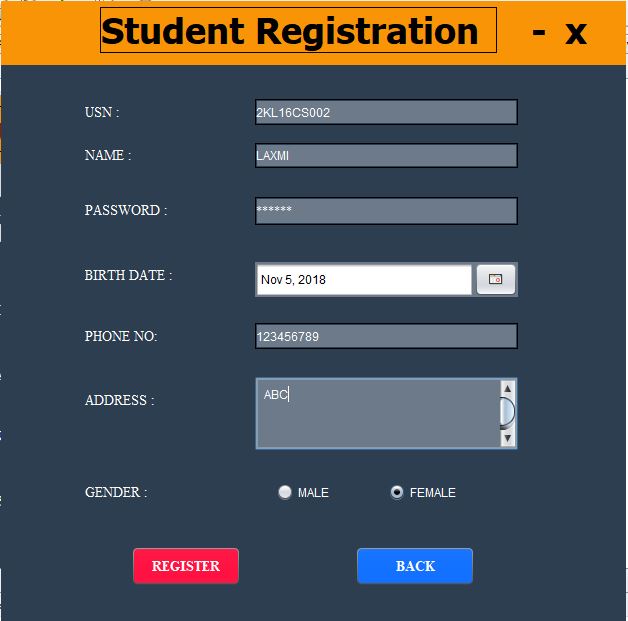 Student Registration - x
USN : 2KL16CS002
NAME : LAXMI
PASSWORD : ******
BIRTH DATE : Nov 5, 2018
PHONE NO: 123456789
ADDRESS : ABC
GENDER : MALE FEMALE
REGISTER BACK